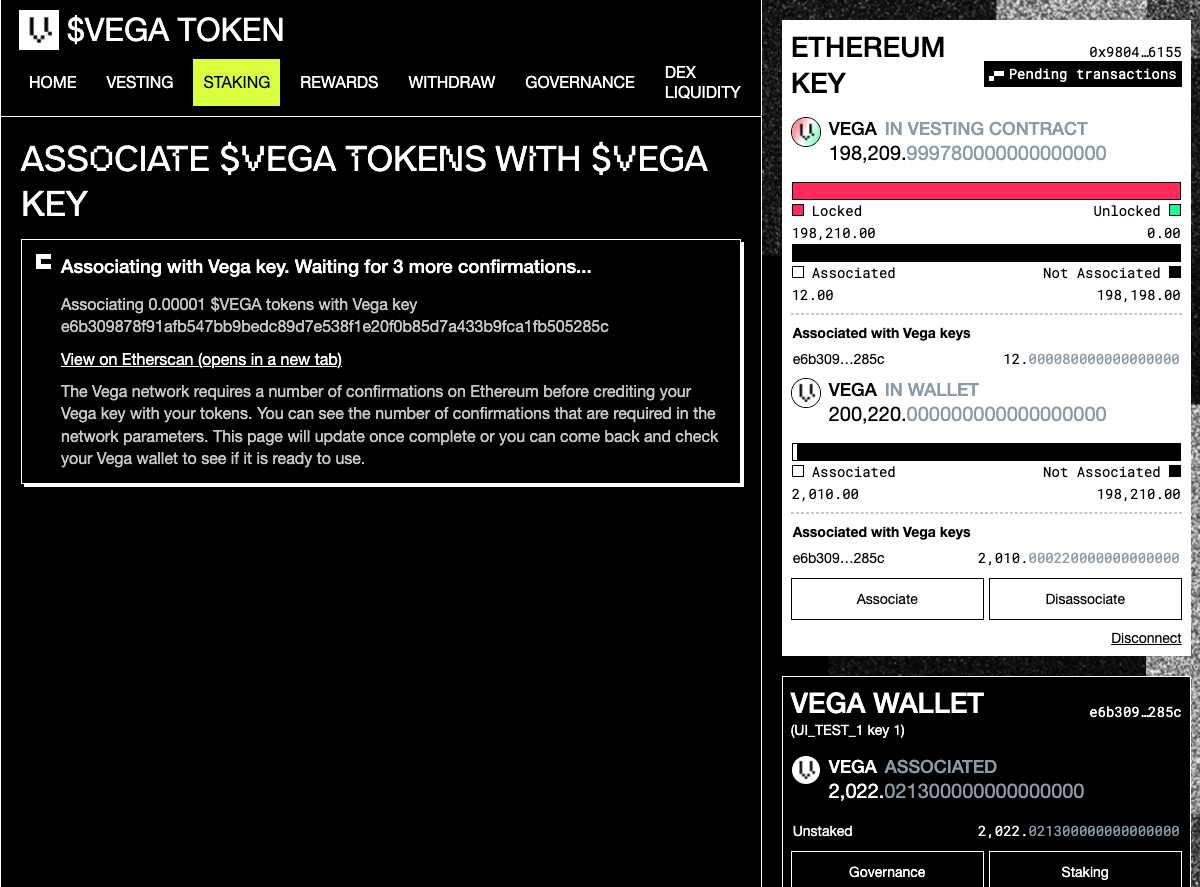 $VEGA TOKEN
HOME
VESTING
STAKING
REWARDS
WITHDRAW
GOVERNANCE
DEX
LIQUIDITY
ASSOCIATE $VEGA TOKENS WITH $VEGA
KEY
Associating with Vega key. Waiting for 3 more confirmations...
Associating 0.00001 $VEGA tokens with Vega key
e6b309878f91afb547bb9bedc89d7e538f1e20f0b85d7a433b9fca1fb505285c
View on Etherscan (opens in a new tab)
The Vega network requires a number of confirmations on Ethereum before crediting your
Vega key with your tokens. You can see the number of confirmations that are required in the
network parameters. This page will update once complete or you can come back and check
your Vega wallet to see if it is ready to use.
ETHEREUM
KEY
0x9804…6155
Pending transactions
VEGA IN VESTING CONTRACT
198,209.999780000000000000
Locked
Unlocked
198,210.00
0.00
Associated
Not Associated
12.00
198,198.00
Associated with Vega keys
e6b309…285c
12.000080000000000000
VEGA IN WALLET
200,220.000000000000000000
Associated
Not Associated
2,010.00
198,210.00
Associated with Vega keys
e6b309…285c
2,010.000220000000000000
Associate
Disassociate
Disconnect
VEGA WALLET
e6b309…285c
(UI_TEST_1 key 1)
VEGA ASSOCIATED
2,022.021300000000000000
Unstaked
2,022.021300000000000000
Governance
Staking